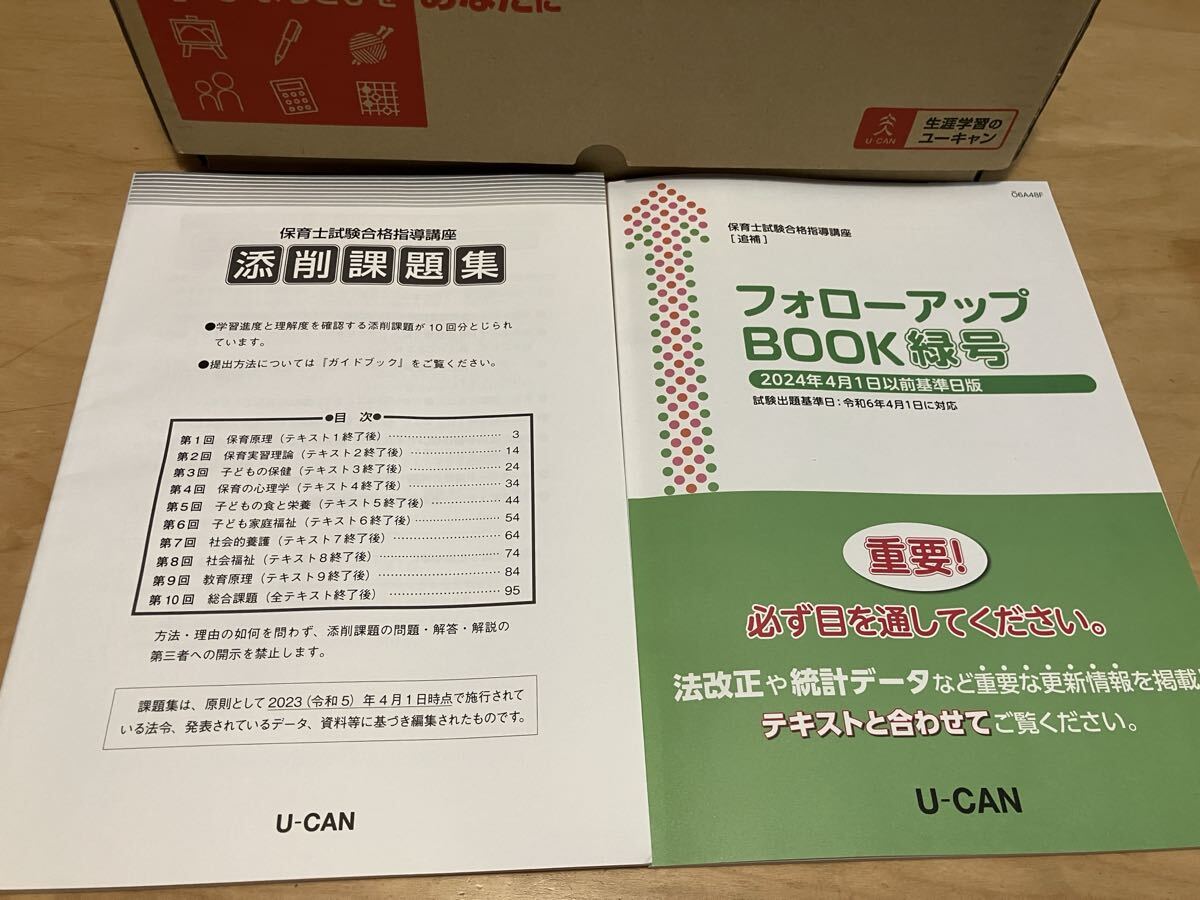 あなたに
U-CAN
生涯学習の
ユーキャン
保育士試験合格指導講座
添削課題集
●学習進度と理解度を確認する添削課題が10回分とじられ
ています。
●提出方法については『ガイドブック』をご覧ください。
●目 次●
第1回 保育原理(テキスト1終了後) …… 3
第2回 保育実習理論(テキスト2終了後) …… 14
第3回 子どもの保健(テキスト3終了後) …… 24
第4回 保育の心理学(テキスト4終了後) …… 34
第5回 子どもの食と栄養(テキスト5終了後) …… 44
第6回 子ども家庭福祉(テキスト6終了後) …… 54
第7回 社会的養護(テキスト7終了後) …… 64
第8回 社会福祉(テキスト8終了後) …… 74
第9回 教育原理(テキスト9終了後) …… 84
第10回 総合課題(全テキスト終了後) …… 95
方法・理由の如何を問わず、添削課題の問題・解答・解説の
第三者への開示を禁止します。
課題集は、原則として2023(令和5)年4月1日時点で施行されて
いる法令、発表されているデータ、資料等に基づき編集されたものです。
U-CAN
O6A48F
保育士試験合格指導講座
[追補]
フォローアップ
BOOK 緑号
2024年4月1日以前基準日版
試験出題基準日:令和6年4月1日に対応
重要!
必ず目を通してください。
法改正や統計データなど重要な更新情報を掲載。
テキストと合わせてご覧ください。
U-CAN